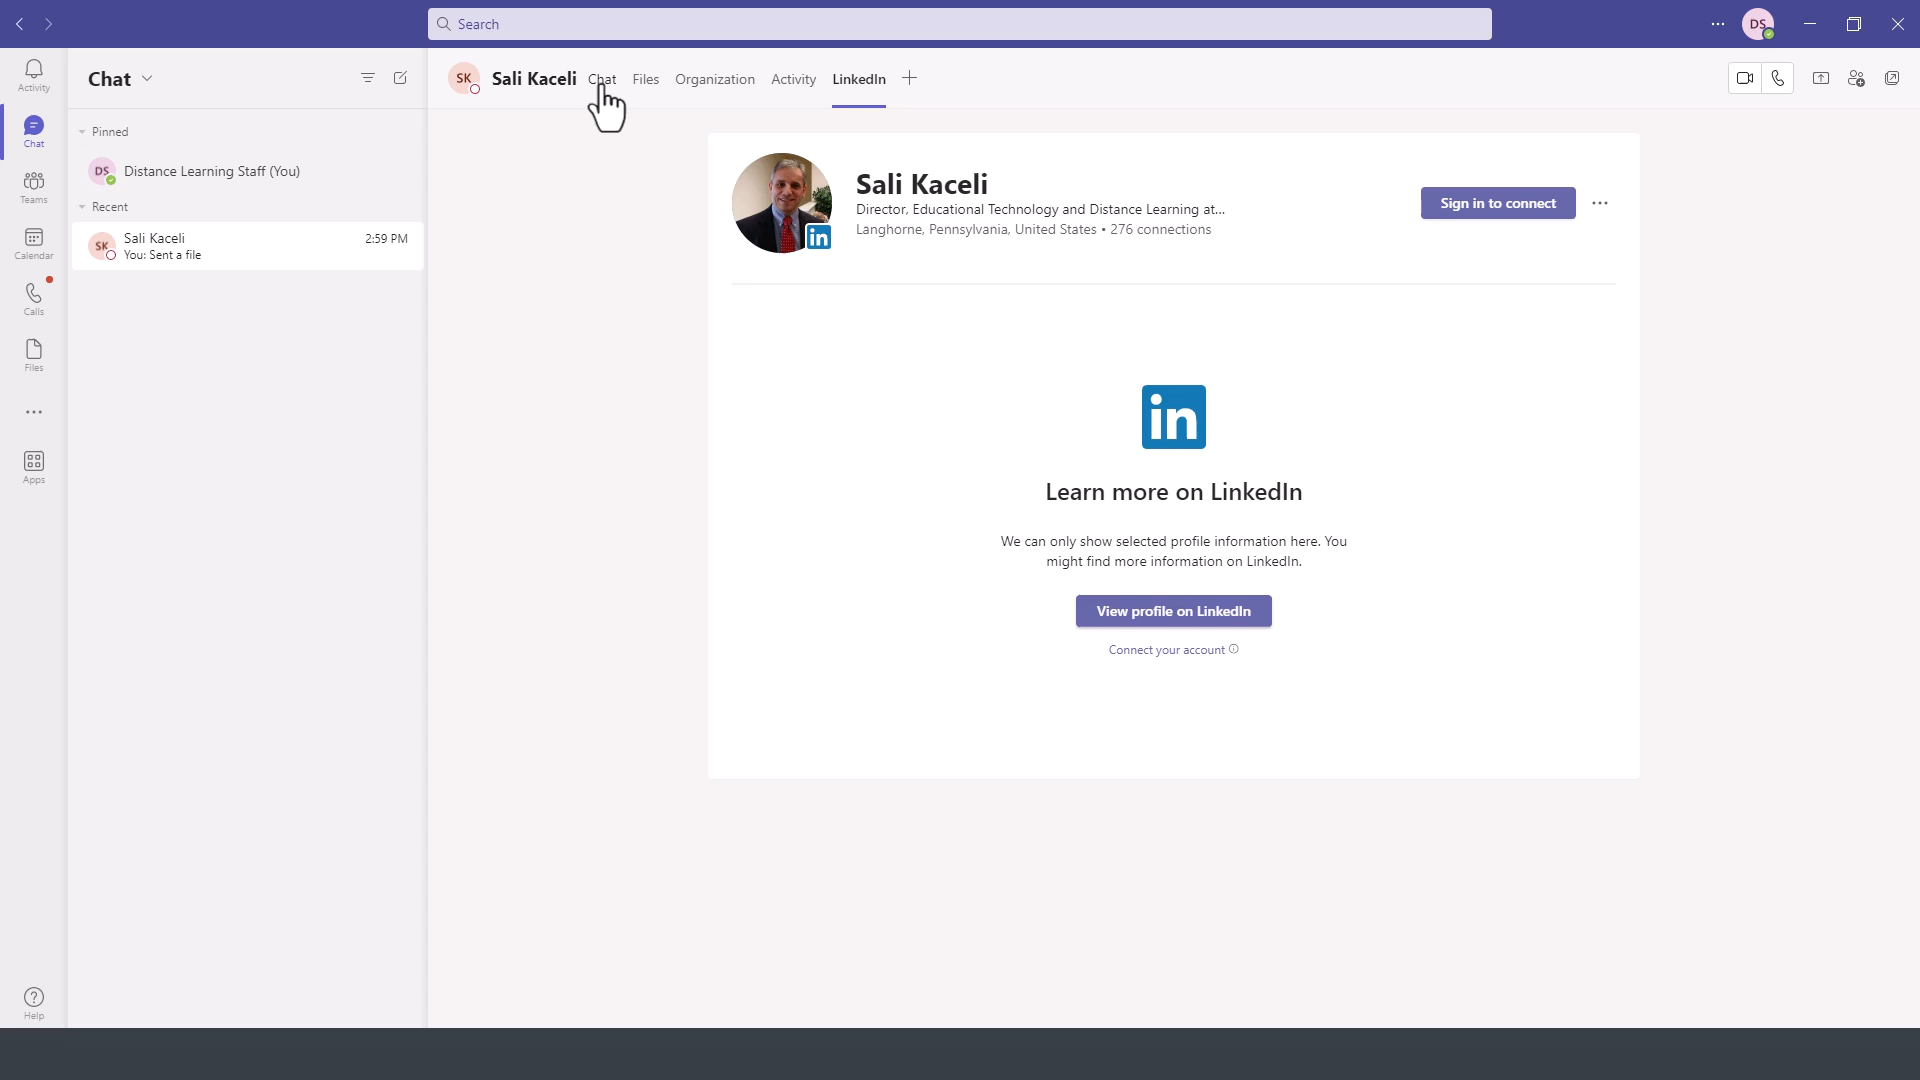 Search
DS
Activity
Chat
Teams
Calendar
Calls
Files
Apps
Help
Chat
Pinned
DS Distance Learning Staff (You)
Recent
SK Sali Kaceli 2:59 PM
You: Sent a file
SK Sali Kaceli Chat Files Organization Activity LinkedIn
Sali Kaceli
Director, Educational Technology and Distance Learning at...
Langhorne, Pennsylvania, United States • 276 connections
in
Sign in to connect
in
Learn more on LinkedIn
We can only show selected profile information here. You
might find more information on LinkedIn.
View profile on LinkedIn
Connect your account